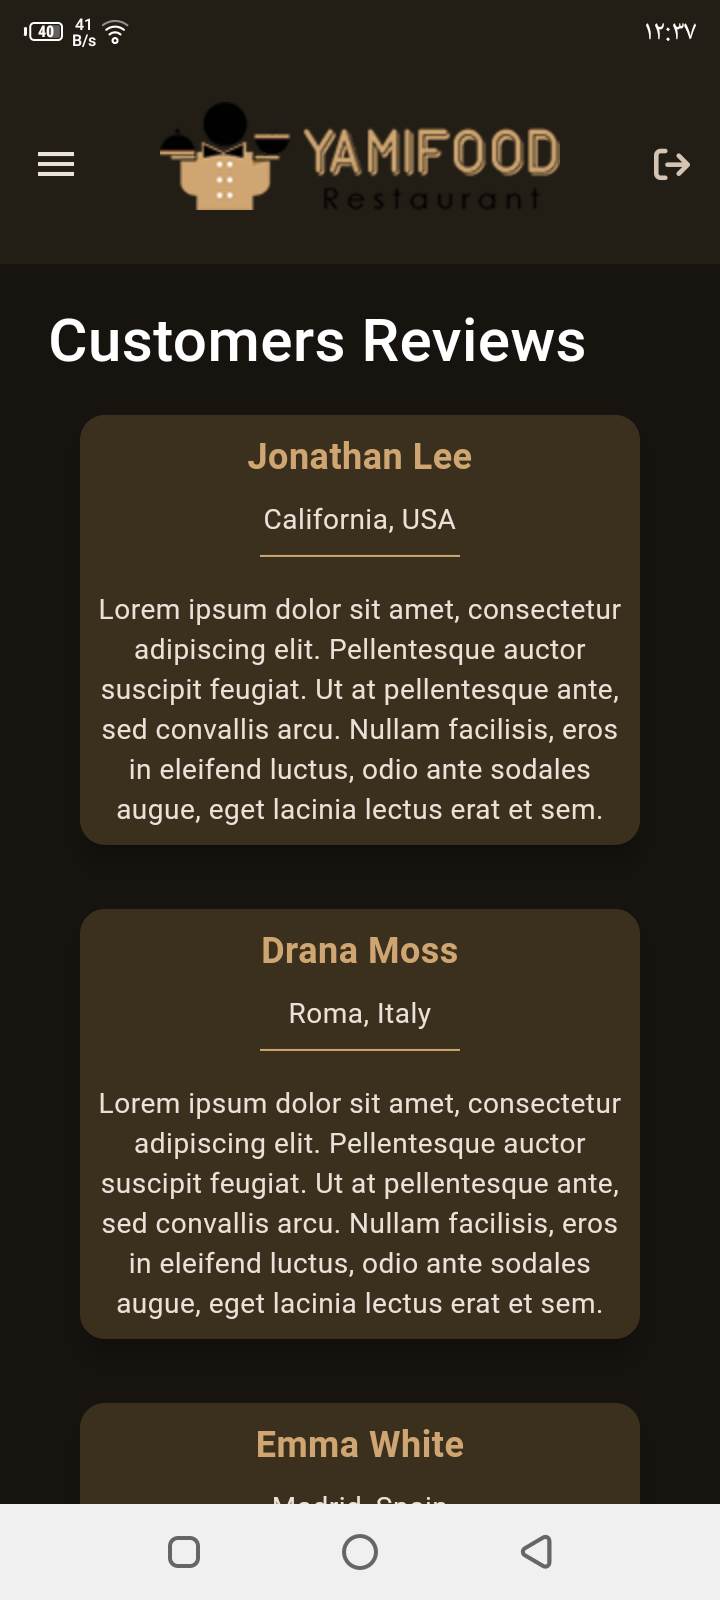 40
41
B/s
١٢:٣٧
YAMIFOOD
Restaurant
Customers Reviews
Jonathan Lee
California, USA
Lorem ipsum dolor sit amet, consectetur
adipiscing elit. Pellentesque auctor
suscipit feugiat. Ut at pellentesque ante,
sed convallis arcu. Nullam facilisis, eros
in eleifend luctus, odio ante sodales
augue, eget lacinia lectus erat et sem.
Drana Moss
Roma, Italy
Lorem ipsum dolor sit amet, consectetur
adipiscing elit. Pellentesque auctor
suscipit feugiat. Ut at pellentesque ante,
sed convallis arcu. Nullam facilisis, eros
in eleifend luctus, odio ante sodales
augue, eget lacinia lectus erat et sem.
Emma White
Madrid, Spain